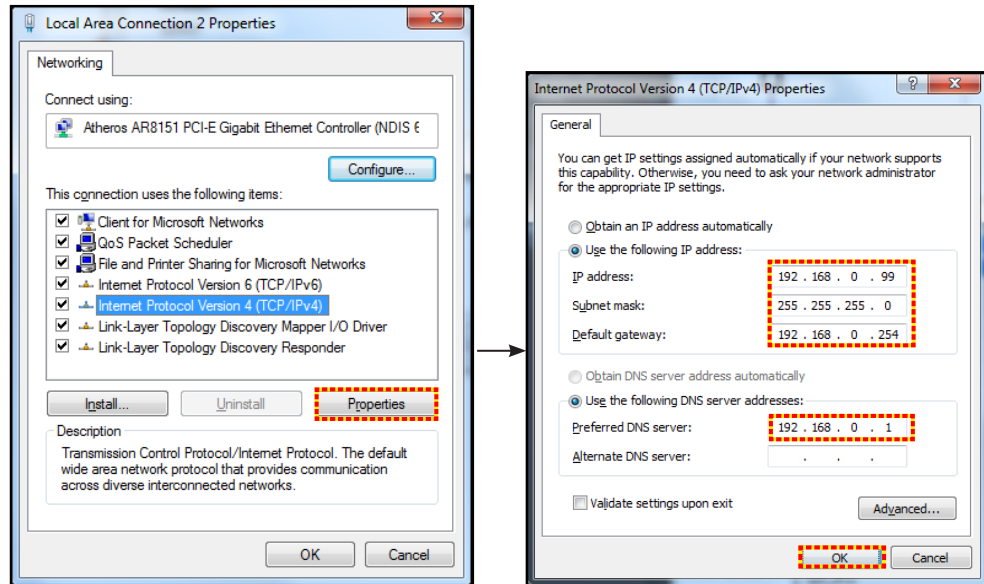 Local Area Connection 2 Properties
Networking
Connect using:
Atheros AR8151 PCI-E Gigabit Ethernet Controller (NDIS 6
Configure...
This connection uses the following items:
Client for Microsoft Networks
QoS Packet Scheduler
File and Printer Sharing for Microsoft Networks
Internet Protocol Version 6 (TCP/IPv6)
Internet Protocol Version 4 (TCP/IPv4)
Link-Layer Topology Discovery Mapper I/O Driver
Link-Layer Topology Discovery Responder
Install...
Uninstall
Properties
Description
Transmission Control Protocol/Internet Protocol. The default
wide area network protocol that provides communication
across diverse interconnected networks.
OK
Cancel
Internet Protocol Version 4 (TCP/IPv4) Properties
General
You can get IP settings assigned automatically if your network supports
this capability. Otherwise, you need to ask your network administrator
for the appropriate IP settings.
Obtain an IP address automatically
Use the following IP address:
IP address: 192 . 168 . 0 . 99
Subnet mask: 255 . 255 . 255 . 0
Default gateway: 192 . 168 . 0 . 254
Obtain DNS server address automatically
Use the following DNS server addresses:
Preferred DNS server: 192 . 168 . 0 . 1
Alternate DNS server: . . .
Validate settings upon exit
Advanced...
OK
Cancel